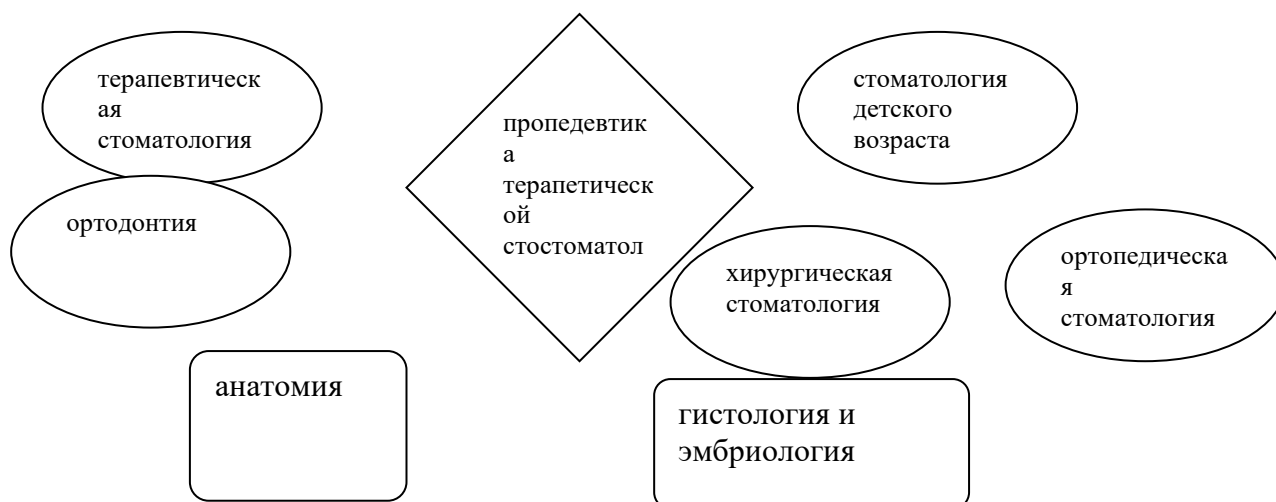 терапевтическ
ая
стоматология
ортодонтия
пропедевтик
а
терапетическ
ой
стостоматол
стоматология
детского
возраста
хирургическая
стоматология
ортопедическа
я
стоматология
анатомия
гистология и
эмбриология